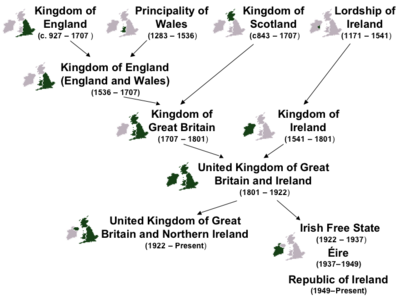 Kingdom of
England
(c. 927 – 1707 )
Principality of
Wales
(1283 – 1536)
Kingdom of
Scotland
(c843 – 1707)
Lordship of
Ireland
(1171 – 1541)
Kingdom of England
(England and Wales)
(1536 – 1707)
Kingdom of
Great Britain
(1707 – 1801)
Kingdom of
Ireland
(1541 – 1801)
United Kingdom of Great
Britain and Ireland
(1801 – 1922)
United Kingdom of Great
Britain and Northern Ireland
(1922 – Present)
Irish Free State
(1922 – 1937)
Éire
(1937–1949)
Republic of Ireland
(1949–Present)